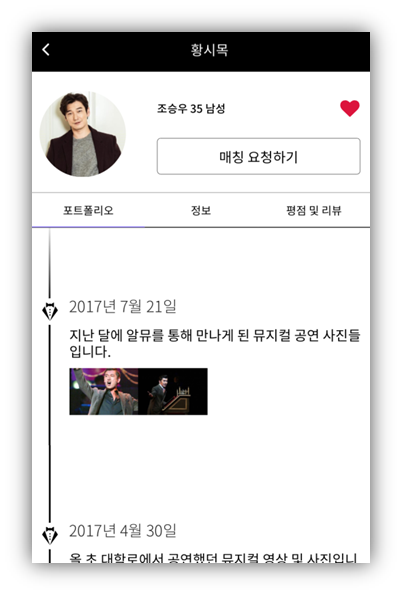 황시목
조승우 35 남성
매칭 요청하기
포트폴리오 정보 평점 및 리뷰
2017년 7월 21일
지난 달에 알뮤를 통해 만나게 된 뮤지컬 공연 사진들
입니다.
2017년 4월 30일
올 초 대학로에서 공연했던 뮤지컬 영상 및 사진입니